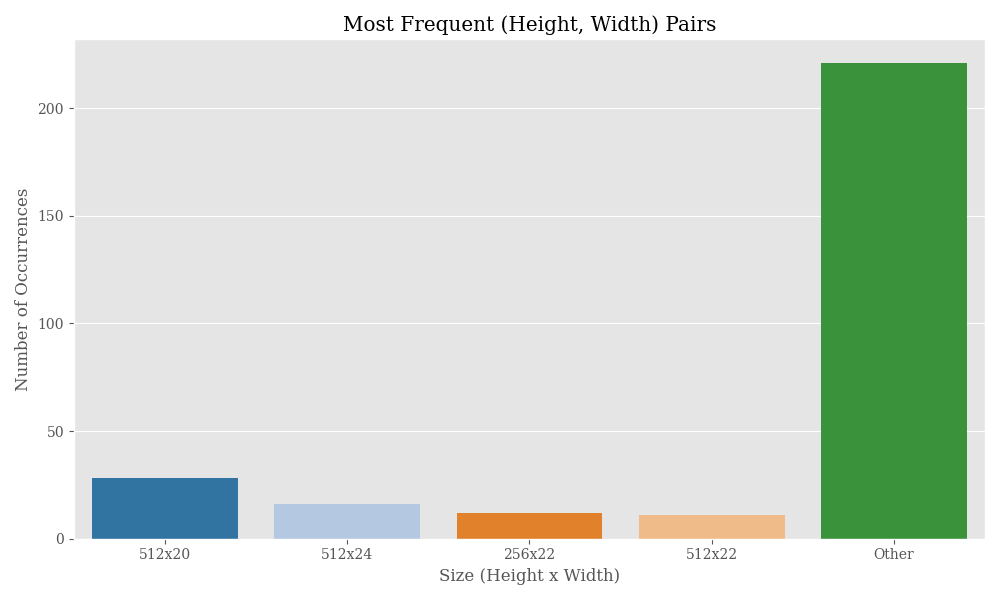 Most Frequent (Height, Width) Pairs
Number of Occurrences
200
150
100
50
0
512x20 512x24 256x22 512x22 Other
Size (Height x Width)